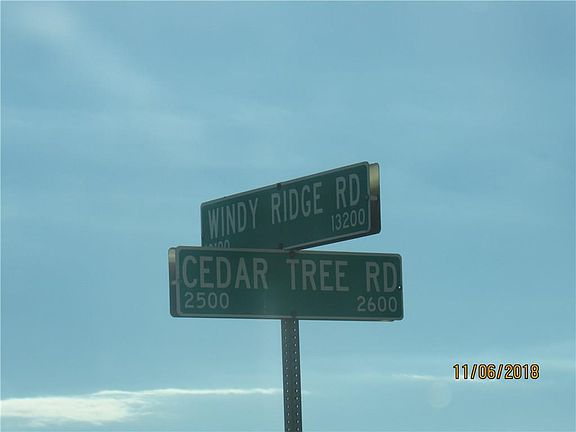 WINDY RIDGE RD
13200
CEDAR TREE RD
2500 2600
11/06/2018